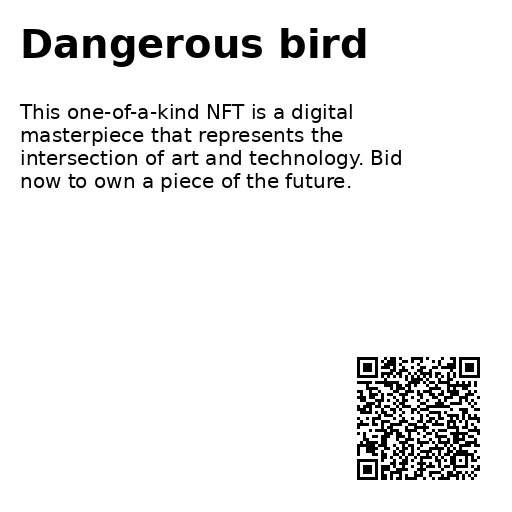 Dangerous bird
This one-of-a-kind NFT is a digital
masterpiece that represents the
intersection of art and technology. Bid
now to own a piece of the future.